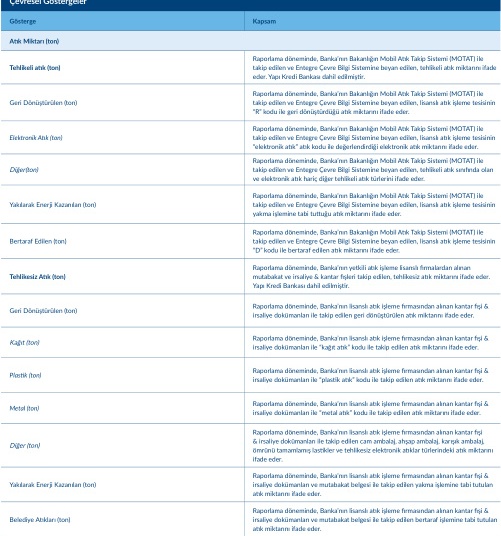 Çevresel Göstergeler
Gösterge Kapsam
Atık Miktarı (ton)
Tehlikeli atık (ton)
Raporlama döneminde, Banka'nın Bakanlığın Mobil Atık Takip Sistemi (MOTAT) ile
takip edilen ve Entegre Çevre Bilgi Sistemine beyan edilen, tehlikeli atık miktarını ifade
eder. Yapı Kredi Bankası dahil edilmiştir.
Geri Dönüştürülen (ton)
Raporlama döneminde, Banka'nın Bakanlığın Mobil Atık Takip Sistemi (MOTAT) ile
takip edilen ve Entegre Çevre Bilgi Sistemine beyan edilen, lisanslı atık işleme tesisinin
"R" kodu ile geri dönüştürdüğü atık miktarını ifade eder.
Elektronik Atık (ton)
Raporlama döneminde, Banka'nın Bakanlığın Mobil Atık Takip Sistemi (MOTAT) ile
takip edilen ve Entegre Çevre Bilgi Sistemine beyan edilen, lisanslı atık işleme tesisinin
"elektronik atık" atık kodu ile değerlendirdiği elektronik atık miktarını ifade eder.
Diğer(ton)
Raporlama döneminde, Banka'nın Bakanlığın Mobil Atık Takip Sistemi (MOTAT) ile
takip edilen ve Entegre Çevre Bilgi Sistemine beyan edilen, tehlikeli atık sınıfında olan
ve elektronik atık hariç diğer tehlikeli atık türlerini ifade eder.
Yakılarak Enerji Kazanılan (ton)
Raporlama döneminde, Banka'nın Bakanlığın Mobil Atık Takip Sistemi (MOTAT) ile
takip edilen ve Entegre Çevre Bilgi Sistemine beyan edilen, lisanslı atık işleme tesisinin
yakma işlemine tabi tuttuğu atık miktarını ifade eder.
Bertaraf Edilen (ton)
Raporlama döneminde, Banka'nın Bakanlığın Mobil Atık Takip Sistemi (MOTAT) ile
takip edilen ve Entegre Çevre Bilgi Sistemine beyan edilen, lisanslı atık işleme tesisinin
"D" kodu ile bertaraf edilen atık miktarını ifade eder.
Tehlikesiz Atık (ton)
Raporlama döneminde, Banka'nın yetkili atık işleme lisanslı firmalardan alınan
mutabakat ve irsaliye & kantar fişleri takip edilen, tehlikesiz atık miktarını ifade eder.
Yapı Kredi Bankası dahil edilmiştir.
Geri Dönüştürülen (ton)
Raporlama döneminde, Banka'nın lisanslı atık işleme firmasından alınan kantar fişi &
irsaliye dokümanları ile takip edilen geri dönüştürülen atık miktarını ifade eder.
Kağıt (ton)
Raporlama döneminde, Banka'nın lisanslı atık işleme firmasından alınan kantar fişi &
irsaliye dokümanları ile "kağıt atık" kodu ile takip edilen atık miktarını ifade eder.
Plastik (ton)
Raporlama döneminde, Banka'nın lisanslı atık işleme firmasından alınan kantar fişi &
irsaliye dokümanları ile "plastik atık" kodu ile takip edilen atık miktarını ifade eder.
Metal (ton)
Raporlama döneminde, Banka'nın lisanslı atık işleme firmasından alınan kantar fişi &
irsaliye dokümanları ile "metal atık" kodu ile takip edilen atık miktarını ifade eder.
Diğer (ton)
Raporlama döneminde, Banka'nın lisanslı atık işleme firmasından alınan kantar fişi
& irsaliye dokümanları ile takip edilen cam ambalaj, ahşap ambalaj, karışık ambalaj,
ömrünü tamamlamış lastikler ve tehlikesiz elektronik atıklar türlerindeki atık miktarını
ifade eder.
Yakılarak Enerji Kazanılan (ton)
Raporlama döneminde, Banka'nın lisanslı atık işleme firmasından alınan kantar fişi &
irsaliye dokümanları ve mutabakat belgesi ile takip edilen yakma işlemine tabi tutulan
atık miktarını ifade eder.
Belediye Atıkları (ton)
Raporlama döneminde, Banka'nın lisanslı atık işleme firmasından alınan kantar fişi &
irsaliye dokümanları ve mutabakat belgesi ile takip edilen bertaraf işlemine tabi tutulan
atık miktarını ifade eder.